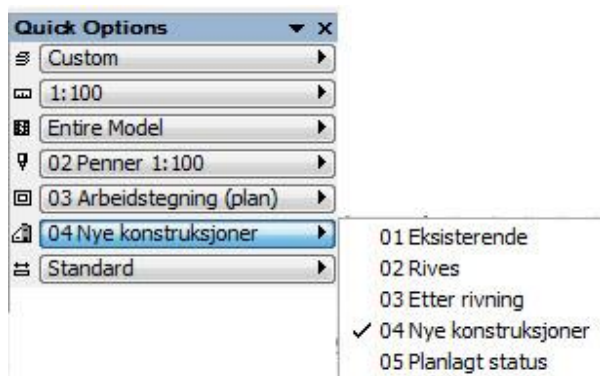 Quick Options
Custom
1:100
Entire Model
02 Penner 1:100
03 Arbeidstegning (plan)
04 Nye konstruksjoner
Standard
01 Eksisterende
02 Rives
03 Etter rivning
04 Nye konstruksjoner
05 Planlagt status